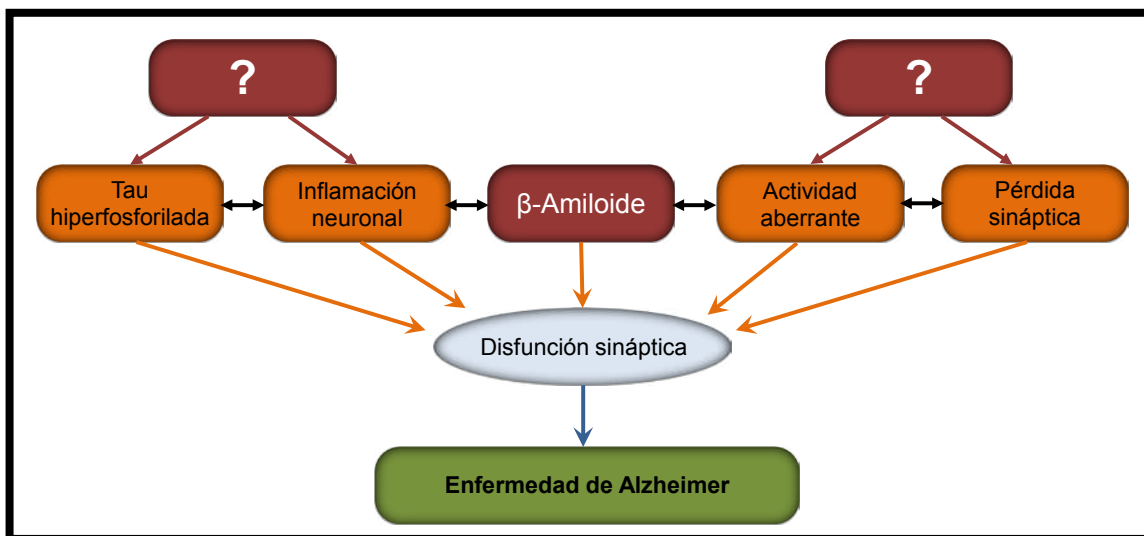 ?
?
Tau
hiperfosforilada
Inflamación
neuronal
β-Amiloide
Actividad
aberrante
Pérdida
sináptica
Disfunción sináptica
Enfermedad de Alzheimer